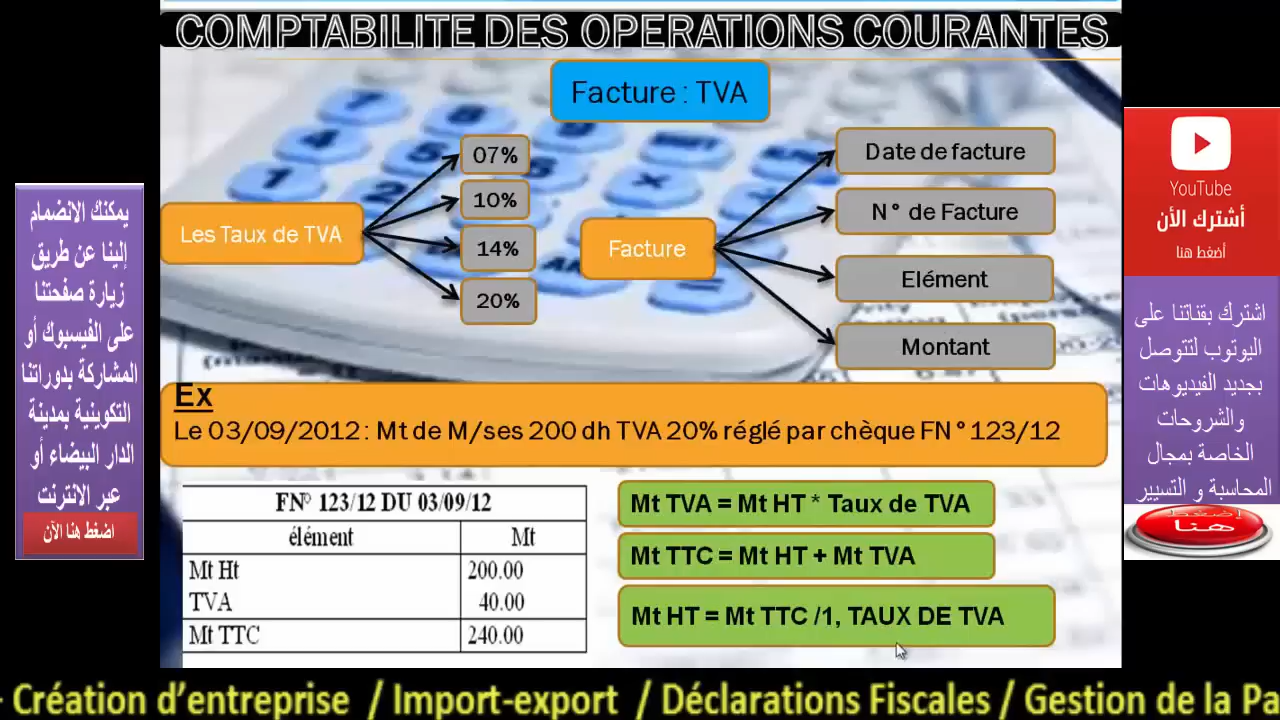 COMPTABILITE DES OPERATIONS COURANTES
Facture : TVA
Les Taux de TVA
07%
10%
14%
20%
Facture
Date de facture
N° de Facture
Elément
Montant
Ex
Le 03/09/2012 : Mt de M/ses 200 dh TVA 20% réglé par chèque FN°123/12
FN° 123/12 DU 03/09/12
élément Mt
Mt Ht 200.00
TVA 40.00
Mt TTC 240.00
Mt TVA = Mt HT * Taux de TVA
Mt TTC = Mt HT + Mt TVA
Mt HT = Mt TTC /1, TAUX DE TVA
يمكنك الانضمام
إلينا عن طريق
زيارة صفحتنا
على الفيسبوك أو
المشاركة بدوراتنا
التكوينية بمدينة
الدار البيضاء أو
عبر الانترنت
اضغط هنا الآن
YouTube
أشترك الأن
أضغط هنا
اشترك بقناتنا على
اليوتوب لتتوصل
بجديد الفيديوهات
والشروحات
الخاصة بمجال
المحاسبة و التسيير
إضغط
هنا
- Création d’entreprise / Import-export / Déclarations Fiscales / Gestion de la Pa